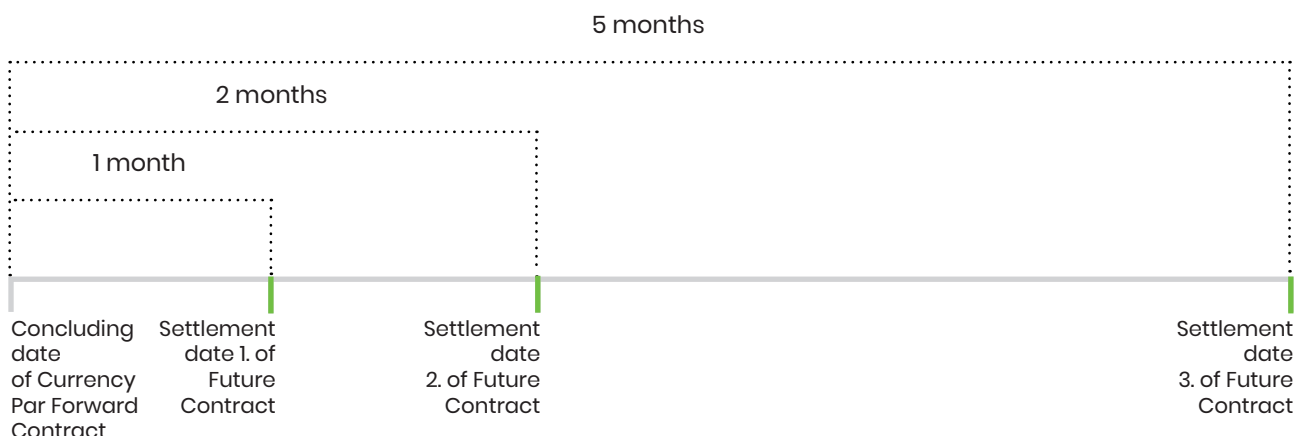 5 months
2 months
1 month
Concluding
date
of Currency
Par Forward
Contract
Settlement
date 1. of
Future
Contract
Settlement
date
2. of Future
Contract
Settlement
date
3. of Future
Contract